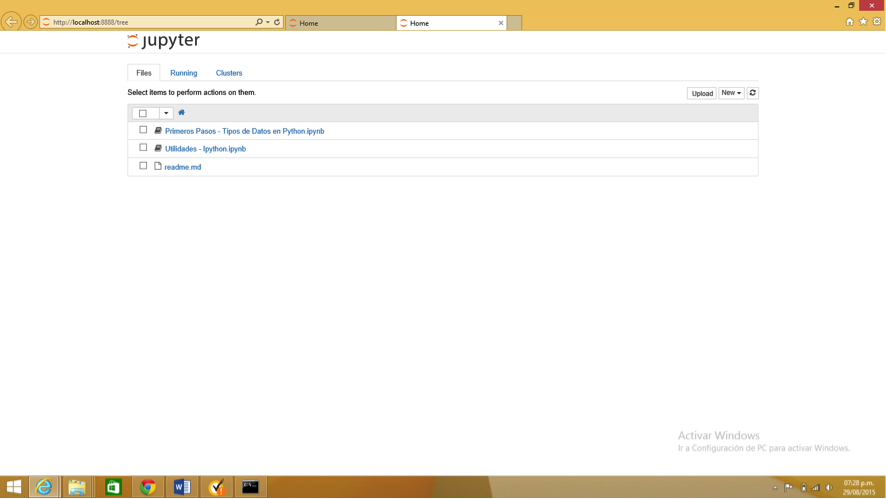 http://localhost:8888/tree
Home
Home
jupyter
Files
Running
Clusters
Select items to perform actions on them.
Upload
New
Primeros Pasos - Tipos de Datos en Python.ipynb
Utilidades - Ipython.ipynb
readme.md
Activar Windows
Ir a Configuración de PC para activar Windows.
07:28 p.m.
29/08/2015